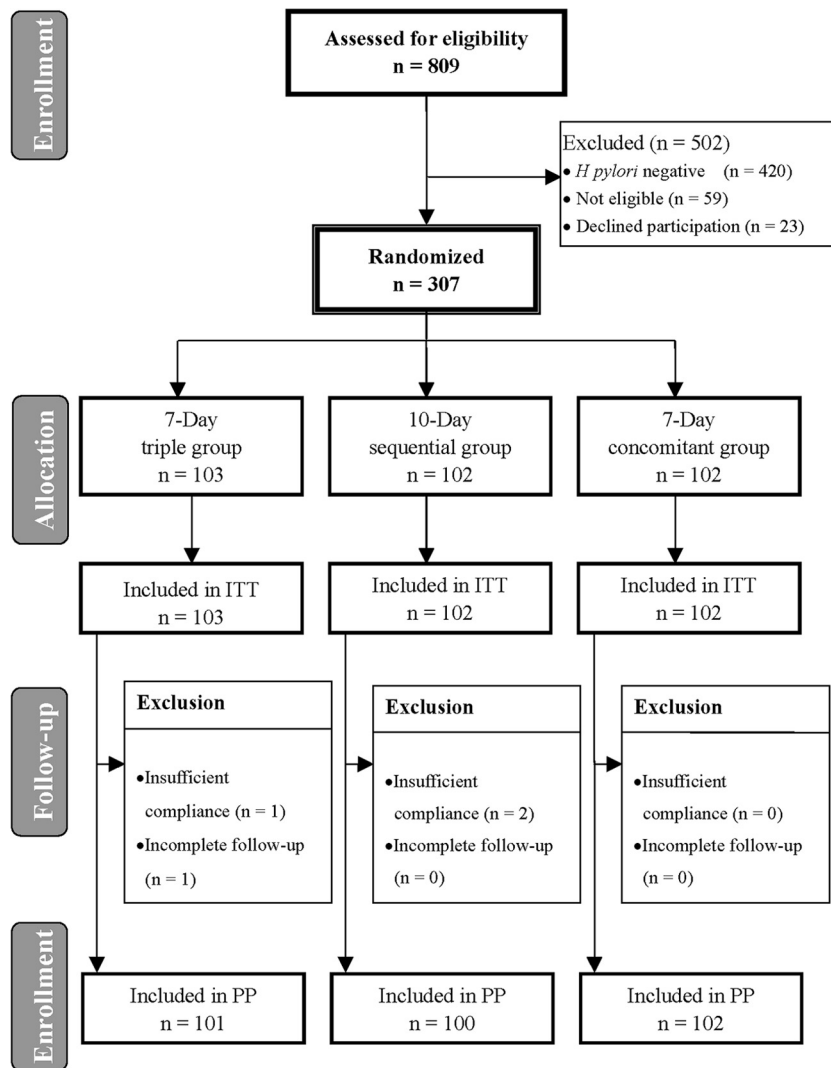 Enrollment
Assessed for eligibility
n = 809
Excluded (n = 502)
● H pylori negative (n = 420)
● Not eligible (n = 59)
● Declined participation (n = 23)
Randomized
n = 307
Allocation
7-Day
triple group
n = 103
10-Day
sequential group
n = 102
7-Day
concomitant group
n = 102
Included in ITT
n = 103
Included in ITT
n = 102
Included in ITT
n = 102
Follow-up
Exclusion
●Insufficient
compliance (n = 1)
●Incomplete follow-up
(n = 1)
Exclusion
●Insufficient
compliance (n = 2)
●Incomplete follow-up
(n = 0)
Exclusion
●Insufficient
compliance (n = 0)
●Incomplete follow-up
(n = 0)
Enrollment
Included in PP
n = 101
Included in PP
n = 100
Included in PP
n = 102